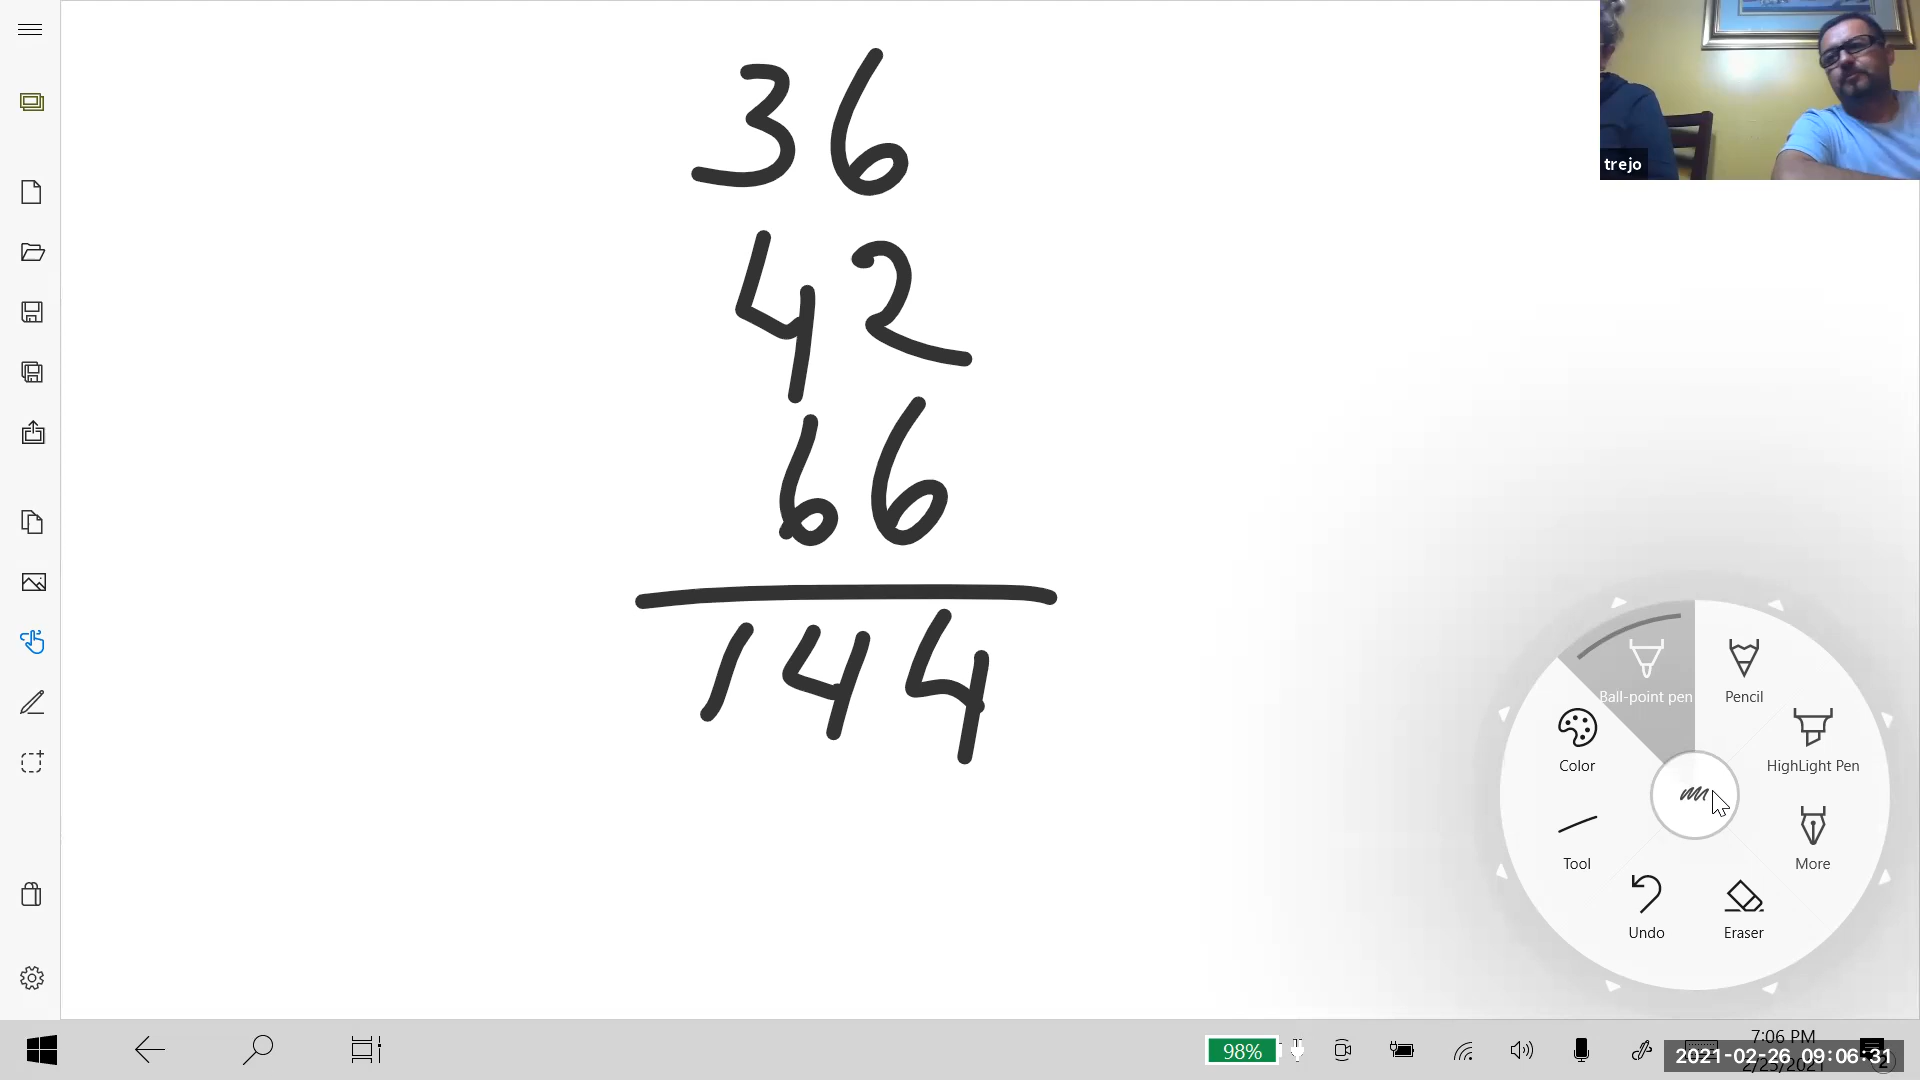 trejo
36
42
66
144
Ball-point pen
Pencil
Color
HighLight Pen
Tool
More
Undo
Eraser
98%
7:06 PM
2021-02-26 09:06:31